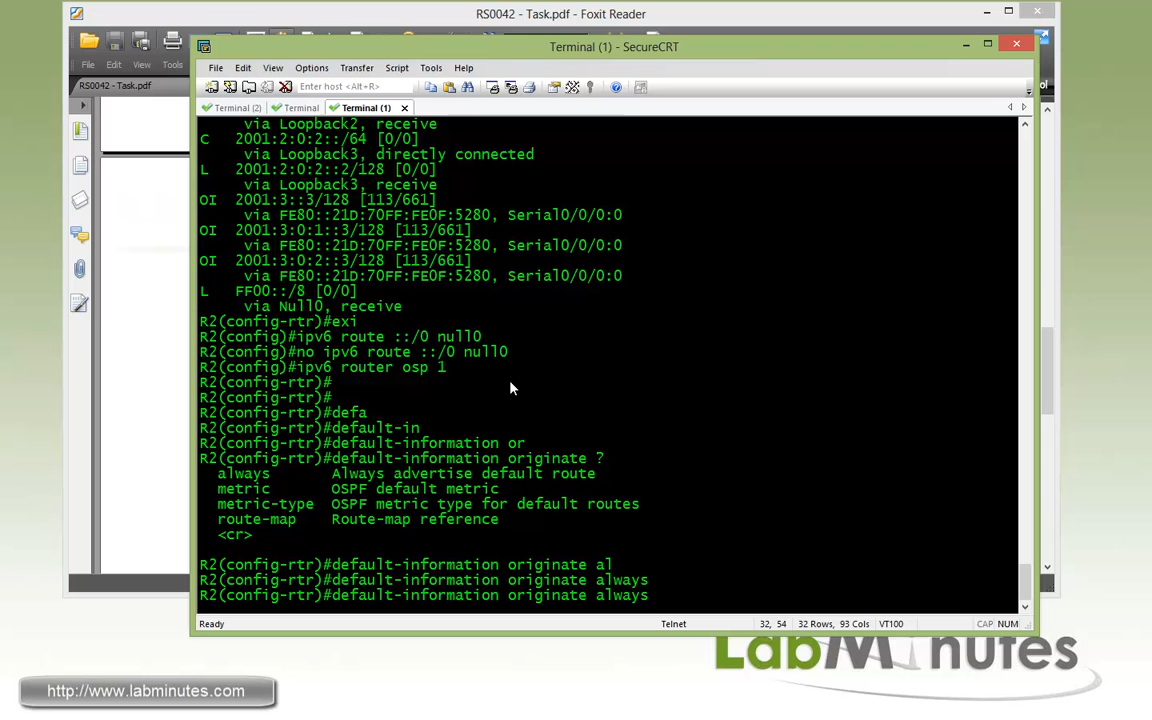 RS0042 - Task.pdf - Foxit Reader
File Edit View Tools
RS0042 - Task.pdf
Terminal (1) - SecureCRT
File Edit View Options Transfer Script Tools Help
Enter host <Alt+R>
Terminal (2) Terminal Terminal (1)
via Loopback2, receive
C 2001:2:0:2::/64 [0/0]
via Loopback3, directly connected
L 2001:2:0:2::2/128 [0/0]
via Loopback3, receive
OI 2001:3::3/128 [113/661]
via FE80::21D:70FF:FE0F:5280, Serial0/0/0:0
OI 2001:3:0:1::3/128 [113/661]
via FE80::21D:70FF:FE0F:5280, Serial0/0/0:0
OI 2001:3:0:2::3/128 [113/661]
via FE80::21D:70FF:FE0F:5280, Serial0/0/0:0
L FF00::/8 [0/0]
via Null0, receive
R2(config-rtr)#exi
R2(config)#ipv6 route ::/0 null0
R2(config)#no ipv6 route ::/0 null0
R2(config)#ipv6 router osp 1
R2(config-rtr)#
R2(config-rtr)#
R2(config-rtr)#defa
R2(config-rtr)#default-in
R2(config-rtr)#default-information or
R2(config-rtr)#default-information originate ?
always Always advertise default route
metric OSPF default metric
metric-type OSPF metric type for default routes
route-map Route-map reference
<cr>
R2(config-rtr)#default-information originate al
R2(config-rtr)#default-information originate always
R2(config-rtr)#default-information originate always
Ready Telnet 32, 54 32 Rows, 93 Cols VT100 CAP NUM
LabMinutes
http://www.labminutes.com